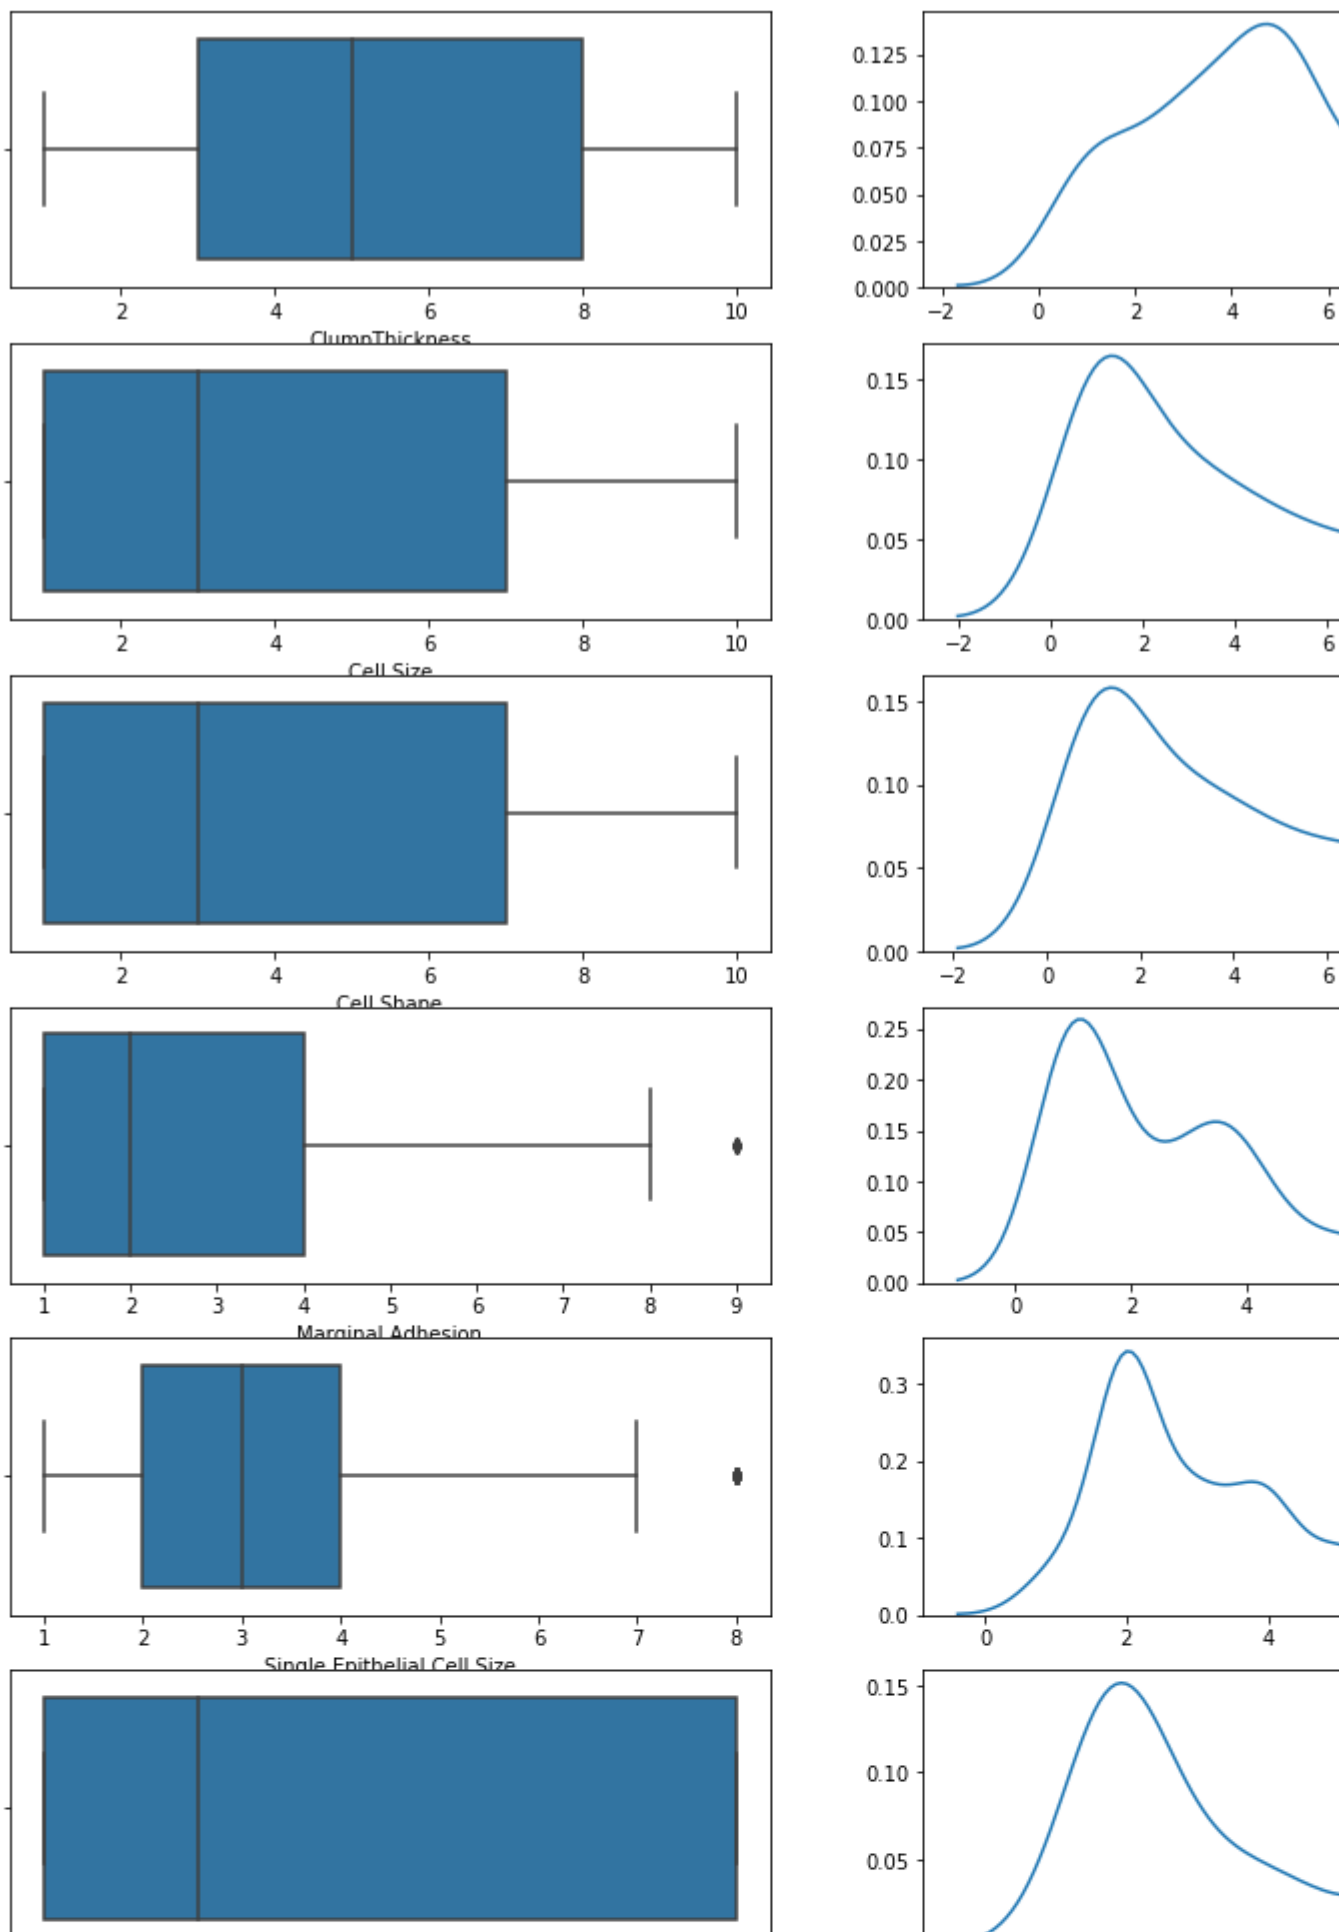 0.125
0.100
0.075
0.050
0.025
0.000
2 4 6 8 10
−2 0 2 4 6
ClumpThickness
0.15
0.10
0.05
0.00
2 4 6 8 10
−2 0 2 4 6
Cell Size
0.15
0.10
0.05
0.00
2 4 6 8 10
−2 0 2 4 6
Cell Shape
0.25
0.20
0.15
0.10
0.05
0.00
1 2 3 4 5 6 7 8 9
0 2 4
Marginal Adhesion
0.3
0.2
0.1
0.0
1 2 3 4 5 6 7 8
0 2 4
Single Epithelial Cell Size
0.15
0.10
0.05